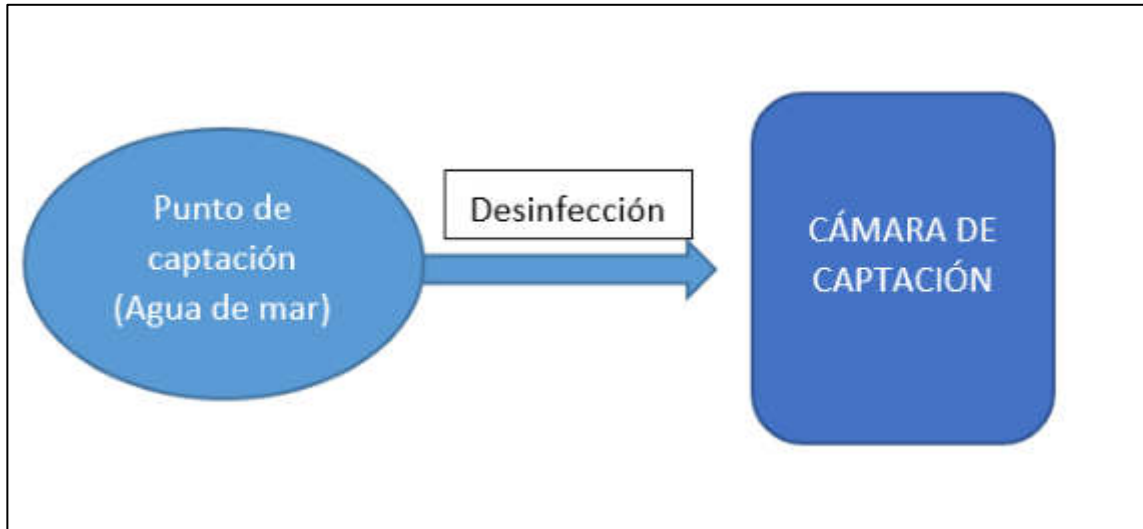 Punto de
captación
(Agua de mar)
Desinfección
CÁMARA DE
CAPTACIÓN